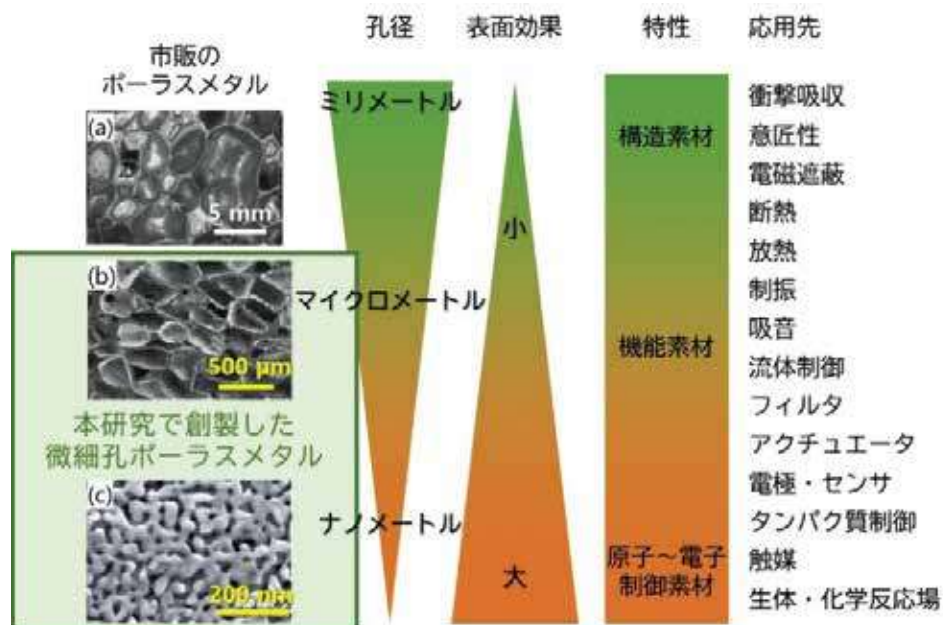 孔径
表面効果
特性
応用先
市販の
ポーラスメタル
(a)
5 mm
(b)
500 μm
本研究で創製した
微細孔ポーラスメタル
(c)
200 nm
ミリメートル
マイクロメートル
ナノメートル
小
大
構造素材
機能素材
原子～電子
制御素材
衝撃吸収
意匠性
電磁遮蔽
断熱
放熱
制振
吸音
流体制御
フィルタ
アクチュエータ
電極・センサ
タンパク質制御
触媒
生体・化学反応場